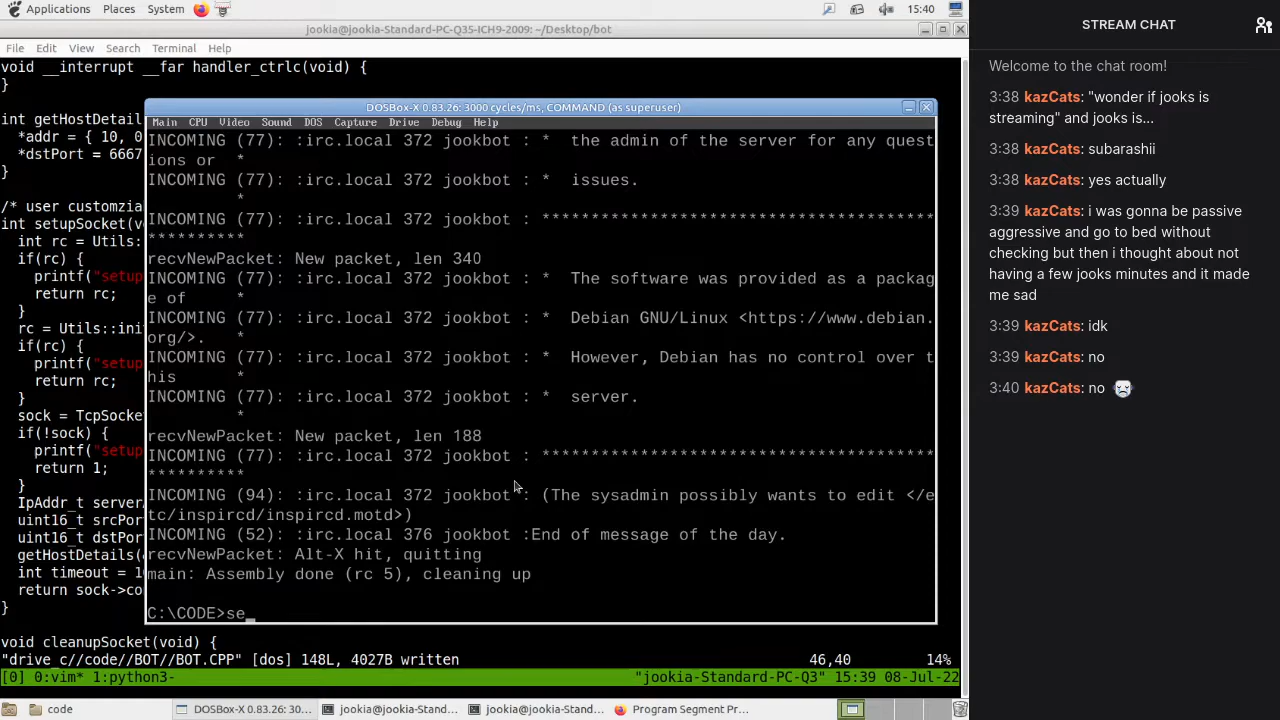 Applications Places System 15:40
jookia@jookia-Standard-PC-Q35-ICH9-2009: ~/Desktop/bot
File Edit View Search Terminal Help
void __interrupt __far handler_ctrlc(void) {
}
int getHostDetail
*addr = { 10, 0
*dstPort = 6667
}
/* user customzia
int setupSocket(v
int rc = Utils::
if(rc) {
printf("setup
return rc;
}
rc = Utils::ini
if(rc) {
printf("setup
return rc;
}
sock = TcpSocket
if(!sock) {
printf("setup
return 1;
}
IpAddr_t server
uint16_t srcPor
uint16_t dstPor
getHostDetails(
int timeout = 1
return sock->co
}
void cleanupSocket(void) {
"drive_c//code//BOT//BOT.CPP" [dos] 148L, 4027B written 46,40 14%
[0] 0:vim* 1:python3- "jookia-Standard-PC-Q3" 15:39 08-Jul-22
DOSBox-X 0.83.26: 3000 cycles/ms, COMMAND (as superuser)
Main CPU Video Sound DOS Capture Drive Debug Help
INCOMING (77): :irc.local 372 jookbot : * the admin of the server for any quest
ions or *
INCOMING (77): :irc.local 372 jookbot : * issues.
*
INCOMING (77): :irc.local 372 jookbot : ****************************************
**********
recvNewPacket: New packet, len 340
INCOMING (77): :irc.local 372 jookbot : * The software was provided as a packag
e of *
INCOMING (77): :irc.local 372 jookbot : * Debian GNU/Linux <https://www.debian.
org/>. *
INCOMING (77): :irc.local 372 jookbot : * However, Debian has no control over t
his *
INCOMING (77): :irc.local 372 jookbot : * server.
*
recvNewPacket: New packet, len 188
INCOMING (77): :irc.local 372 jookbot : ****************************************
**********
INCOMING (94): :irc.local 372 jookbot : (The sysadmin possibly wants to edit </e
tc/inspircd/inspircd.motd>)
INCOMING (52): :irc.local 376 jookbot :End of message of the day.
recvNewPacket: Alt-X hit, quitting
main: Assembly done (rc 5), cleaning up
C:\CODE>se_
code DOSBox-X 0.83.26: 30... jookia@jookia-Stand... jookia@jookia-Stand... Program Segment Pr...
STREAM CHAT
Welcome to the chat room!
3:38 kazCats: "wonder if jooks is
streaming" and jooks is...
3:38 kazCats: subarashii
3:38 kazCats: yes actually
3:39 kazCats: i was gonna be passive
aggressive and go to bed without
checking but then i thought about not
having a few jooks minutes and it made
me sad
3:39 kazCats: idk
3:39 kazCats: no
3:40 kazCats: no